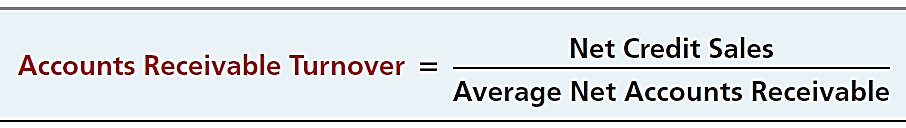 Accounts Receivable Turnover = Net Credit Sales
Average Net Accounts Receivable